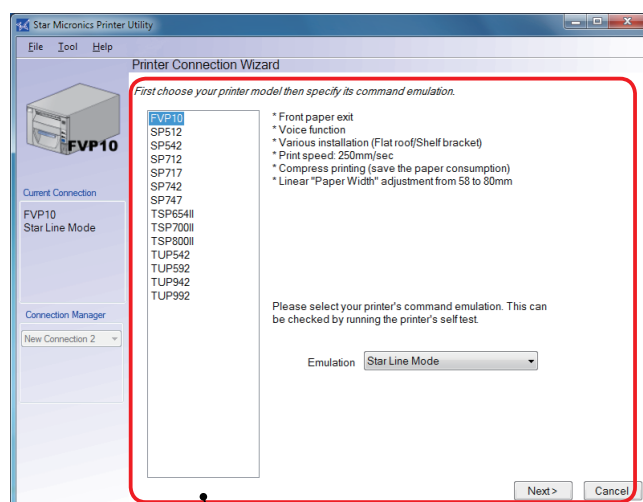 Star Micronics Printer Utility
File Tool Help
Printer Connection Wizard
First choose your printer model then specify its command emulation.
FVP10
Current Connection
FVP10
Star Line Mode
Connection Manager
New Connection 2
FVP10
SP512
SP542
SP712
SP717
SP742
SP747
TSP654II
TSP700II
TSP800II
TUP542
TUP592
TUP942
TUP992
* Front paper exit
* Voice function
* Various installation (Flat roof/Shelf bracket)
* Print speed: 250mm/sec
* Compress printing (save the paper consumption)
* Linear "Paper Width" adjustment from 58 to 80mm
Please select your printer's command emulation. This can
be checked by running the printer's self test.
Emulation Star Line Mode
Next > Cancel